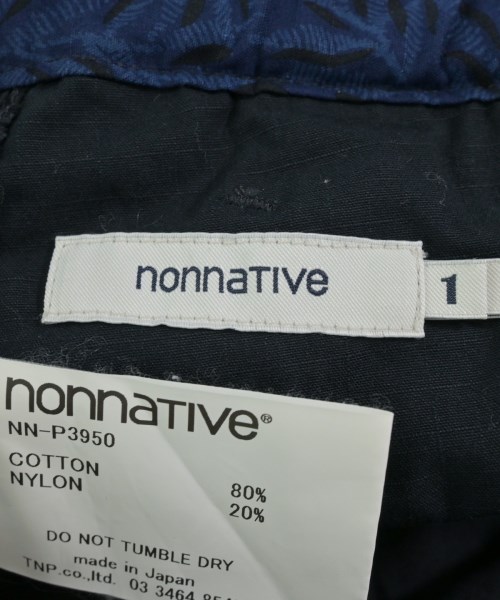 nonnative
1
nonnative®
NN-P3950
COTTON 80%
NYLON 20%
DO NOT TUMBLE DRY
made in Japan
TNP.co.,ltd. 03 3464